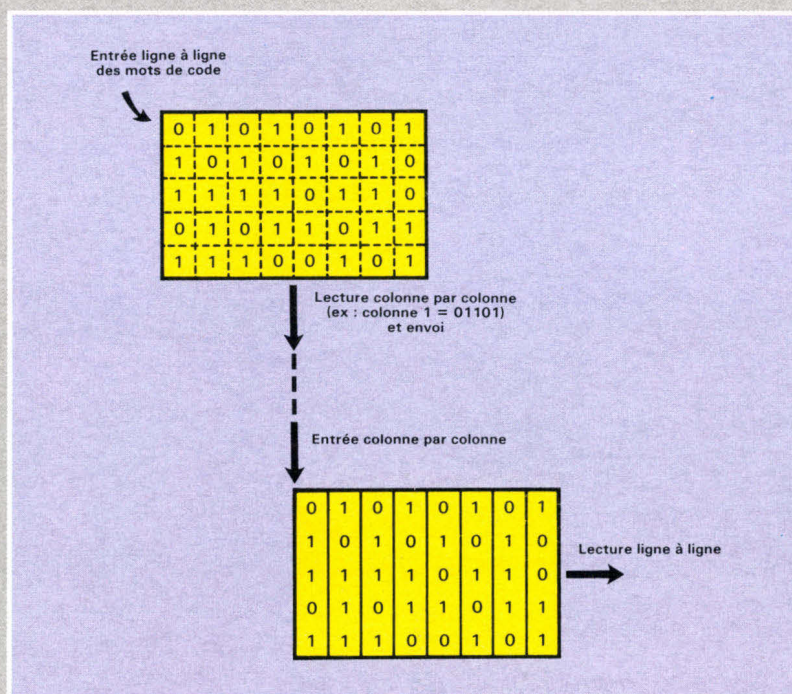 Entrée ligne à ligne
des mots de code
0 1 0 1 0 1 0 1
1 0 1 0 1 0 1 0
1 1 1 1 0 1 1 0
0 1 0 1 1 0 1 1
1 1 1 0 0 1 0 1
Lecture colonne par colonne
(ex : colonne 1 = 01101)
et envoi
Entrée colonne par colonne
0 1 0 1 0 1 0 1
1 0 1 0 1 0 1 0
1 1 1 1 0 1 1 0
0 1 0 1 1 0 1 1
1 1 1 0 0 1 0 1
Lecture ligne à ligne